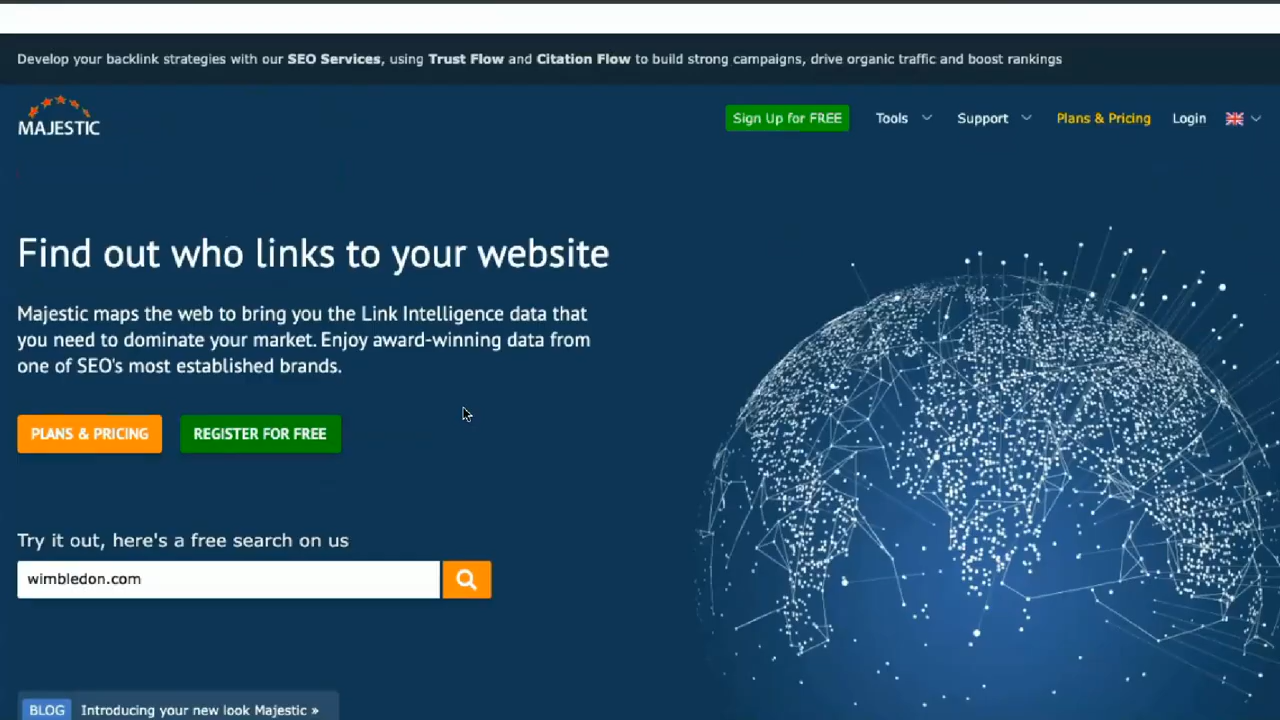 Develop your backlink strategies with our SEO Services, using Trust Flow and Citation Flow to build strong campaigns, drive organic traffic and boost rankings
MAJESTIC
Sign Up for FREE
Tools
Support
Plans & Pricing
Login
Find out who links to your website
Majestic maps the web to bring you the Link Intelligence data that
you need to dominate your market. Enjoy award-winning data from
one of SEO's most established brands.
PLANS & PRICING
REGISTER FOR FREE
Try it out, here's a free search on us
wimbledon.com
BLOG Introducing your new look Majestic »